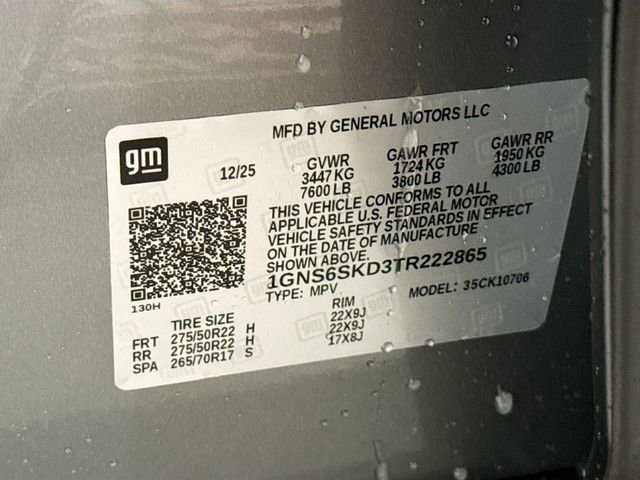 gm
MFD BY GENERAL MOTORS LLC
12/25
GVWR GAWR FRT GAWR RR
3447 KG 1724 KG 1950 KG
7600 LB 3800 LB 4300 LB
THIS VEHICLE CONFORMS TO ALL
APPLICABLE U.S. FEDERAL MOTOR
VEHICLE SAFETY STANDARDS IN EFFECT
ON THE DATE OF MANUFACTURE
SHOWN ABOVE.
1GNS6SKD3TR222865
TYPE: MPV MODEL: 35CK10706
130H
TIRE SIZE RIM
FRT 275/50R22 H 22X9J
RR 275/50R22 H 22X9J
SPA 265/70R17 S 17X8J